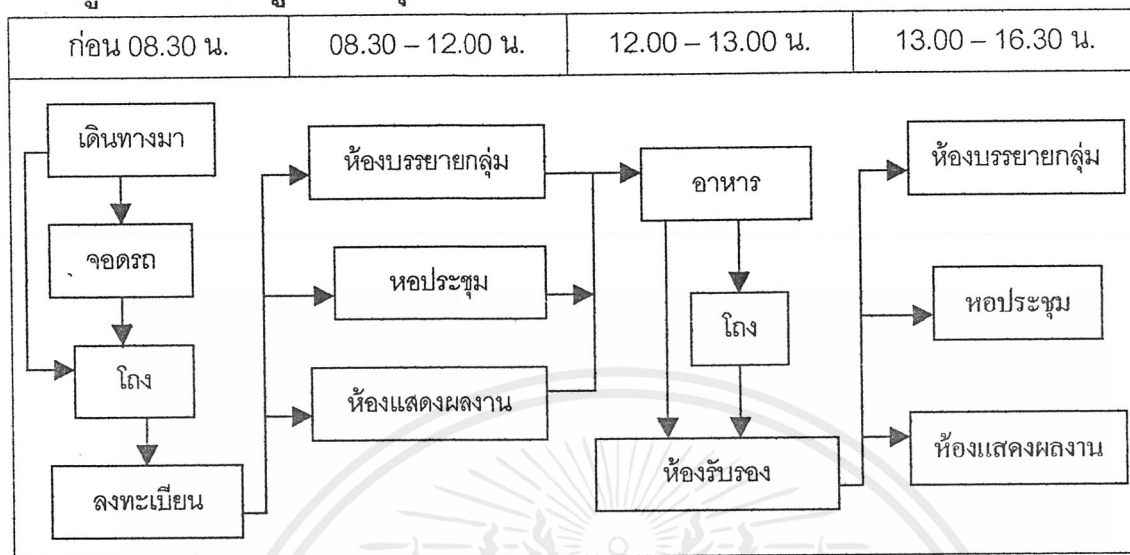 ก่อน 08.30 น.
08.30 – 12.00 น.
12.00 – 13.00 น.
13.00 – 16.30 น.
เดินทางมา
จอดรถ
โถง
ลงทะเบียน
ห้องบรรยายกลุ่ม
หอประชุม
ห้องแสดงผลงาน
อาหาร
โถง
ห้องรับรอง
ห้องบรรยายกลุ่ม
หอประชุม
ห้องแสดงผลงาน